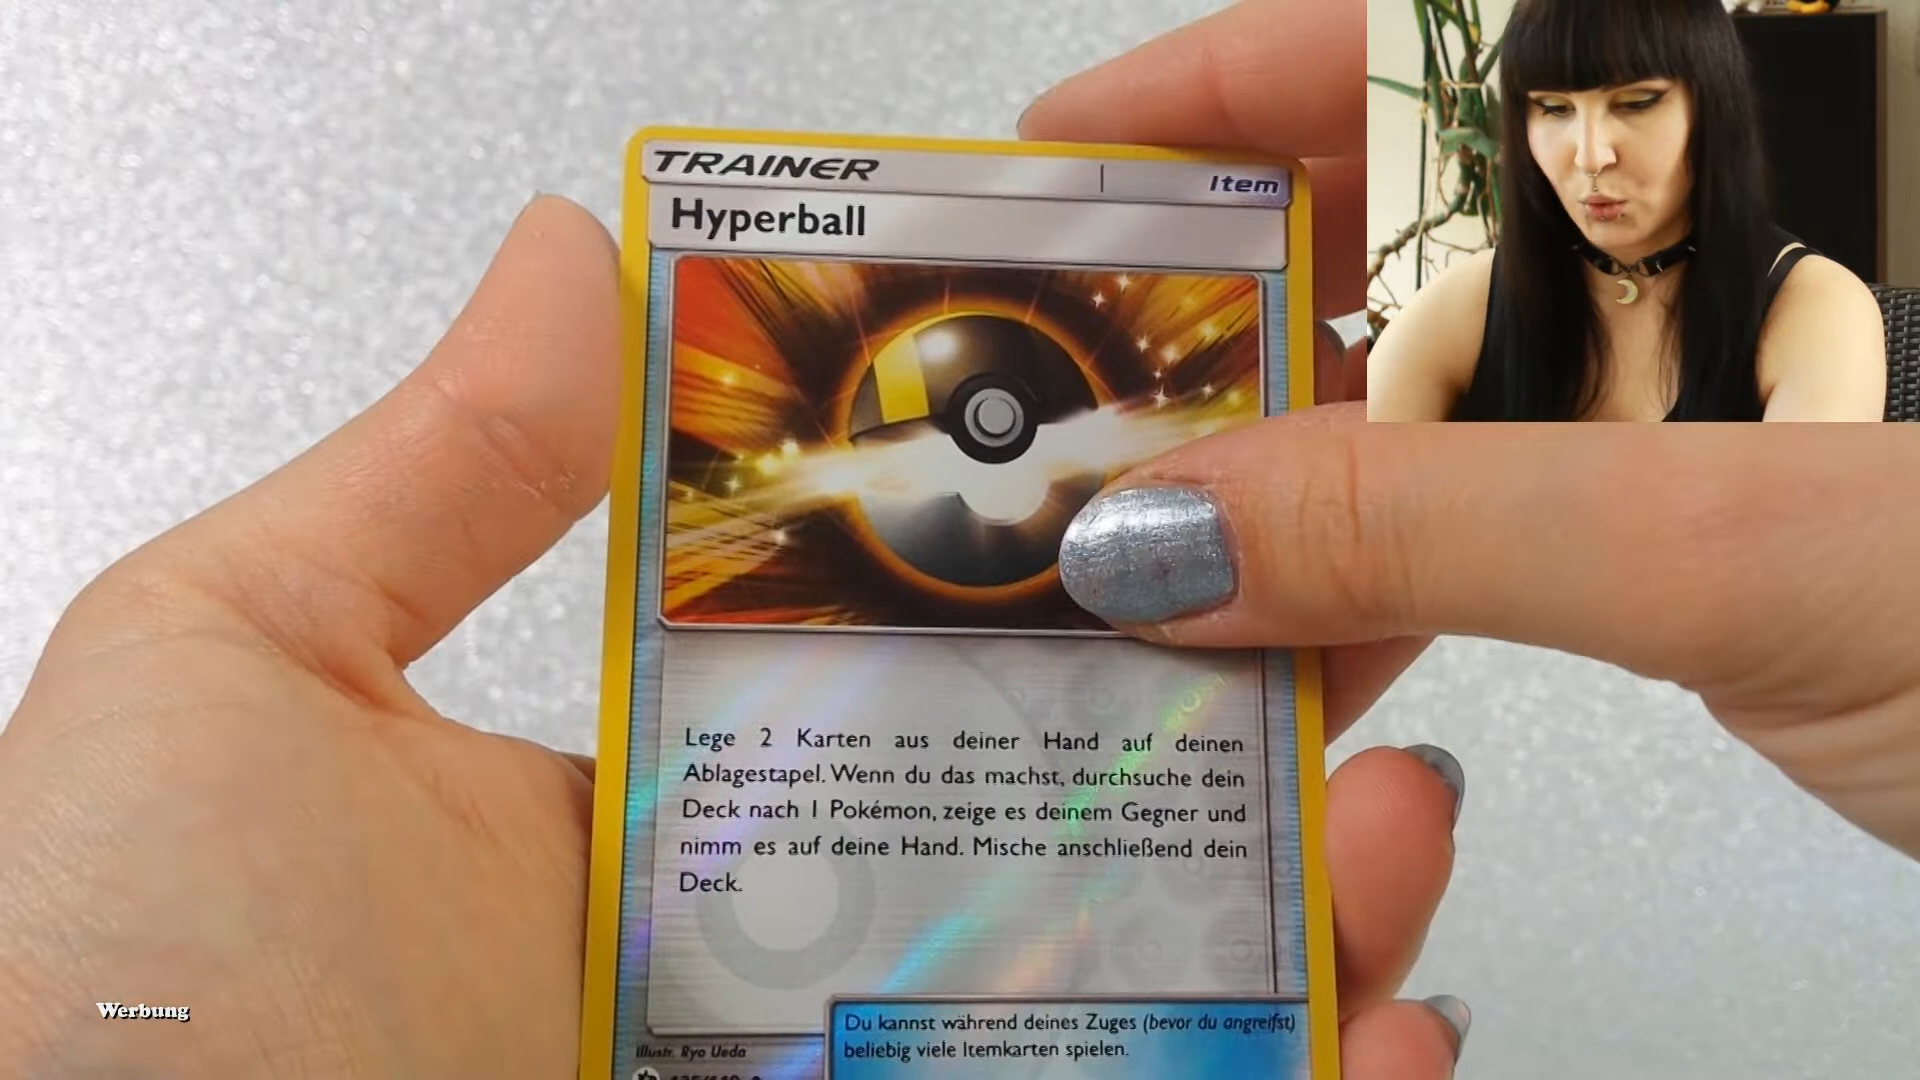 TRAINER
Item
Hyperball
Lege 2 Karten aus deiner Hand auf deinen
Ablagestapel. Wenn du das machst, durchsuche dein
Deck nach 1 Pokémon, zeige es deinem Gegner und
nimm es auf deine Hand. Mische anschließend dein
Deck.
Du kannst während deines Zuges (bevor du angreifst)
beliebig viele Itemkarten spielen.
Illustr. Ryo Ueda
Werbung